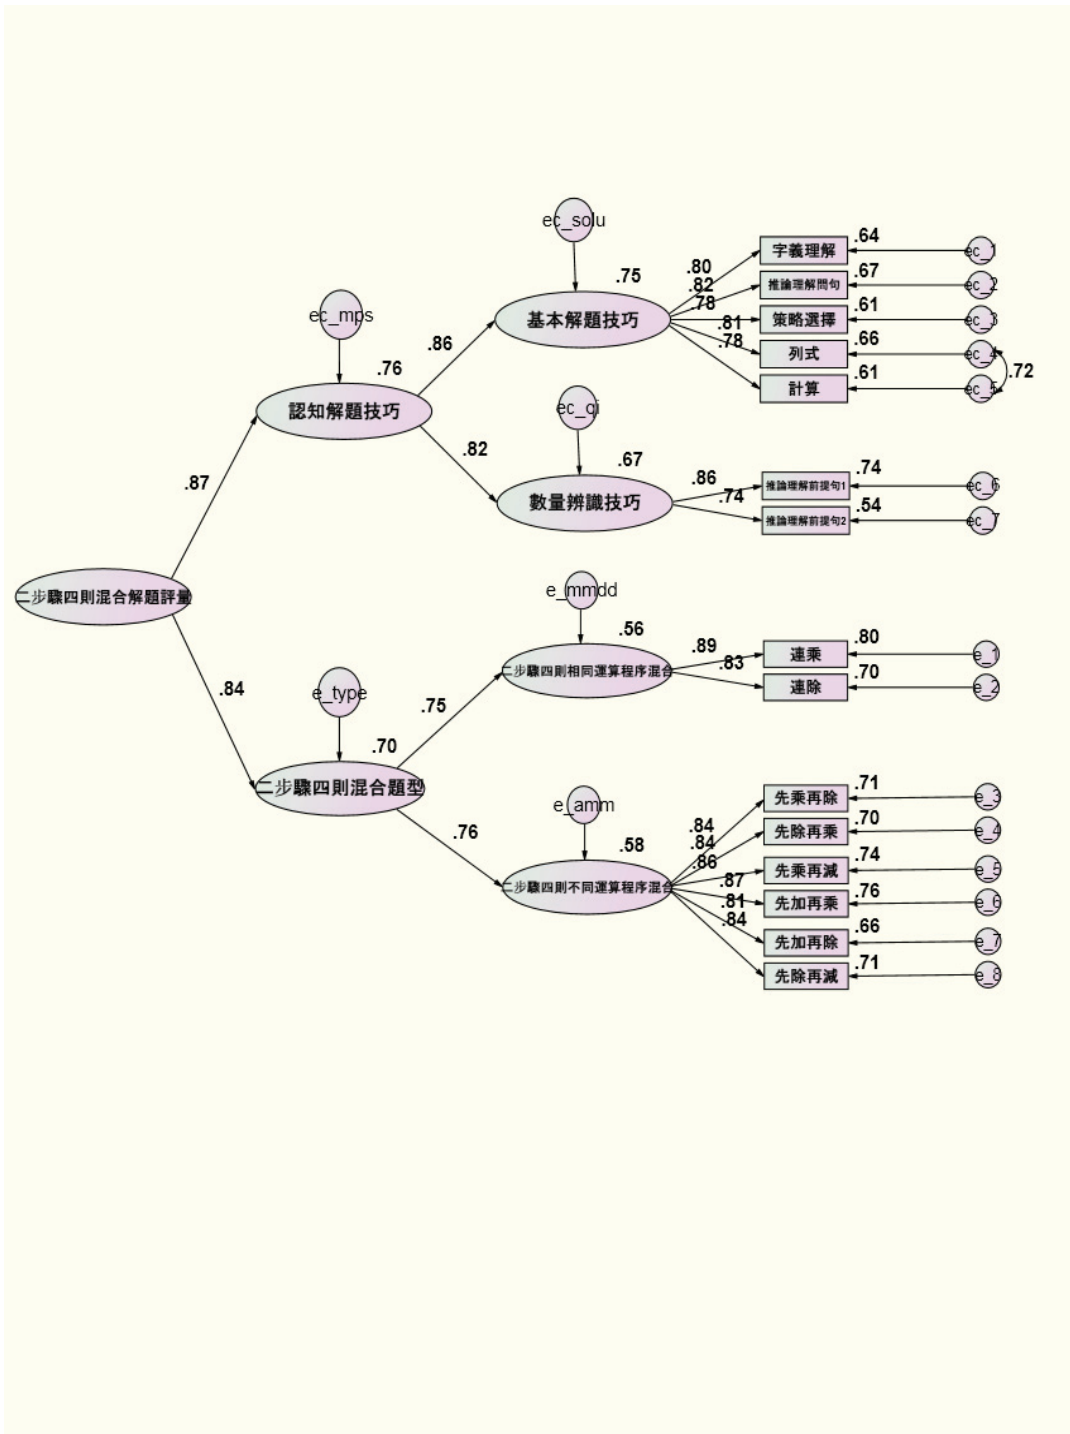 ec_solu
.75
基本解題技巧
.80
.82
.78
.81
.78
字義理解
.64
ec_1
推論理解問句
.67
ec_2
策略選擇
.61
ec_3
列式
.66
ec_4
計算
.61
ec_5
.72
ec_mps
.76
認知解題技巧
.86
.82
ec_qi
.67
數量辨識技巧
.86
.74
推論理解前提句1
.74
ec_6
推論理解前提句2
.54
ec_7
.87
二步驟四則混合解題評量
.84
e_mmdd
.56
二步驟四則相同運算程序混合
.89
.83
連乘
.80
e_1
連除
.70
e_2
e_type
.70
二步驟四則混合題型
.75
.76
e_amm
.58
二步驟四則不同運算程序混合
.84
.84
.86
.87
.81
.84
先乘再除
.71
e_3
先除再乘
.70
e_4
先乘再減
.74
e_5
先加再乘
.76
e_6
先加再除
.66
e_7
先除再減
.71
e_8